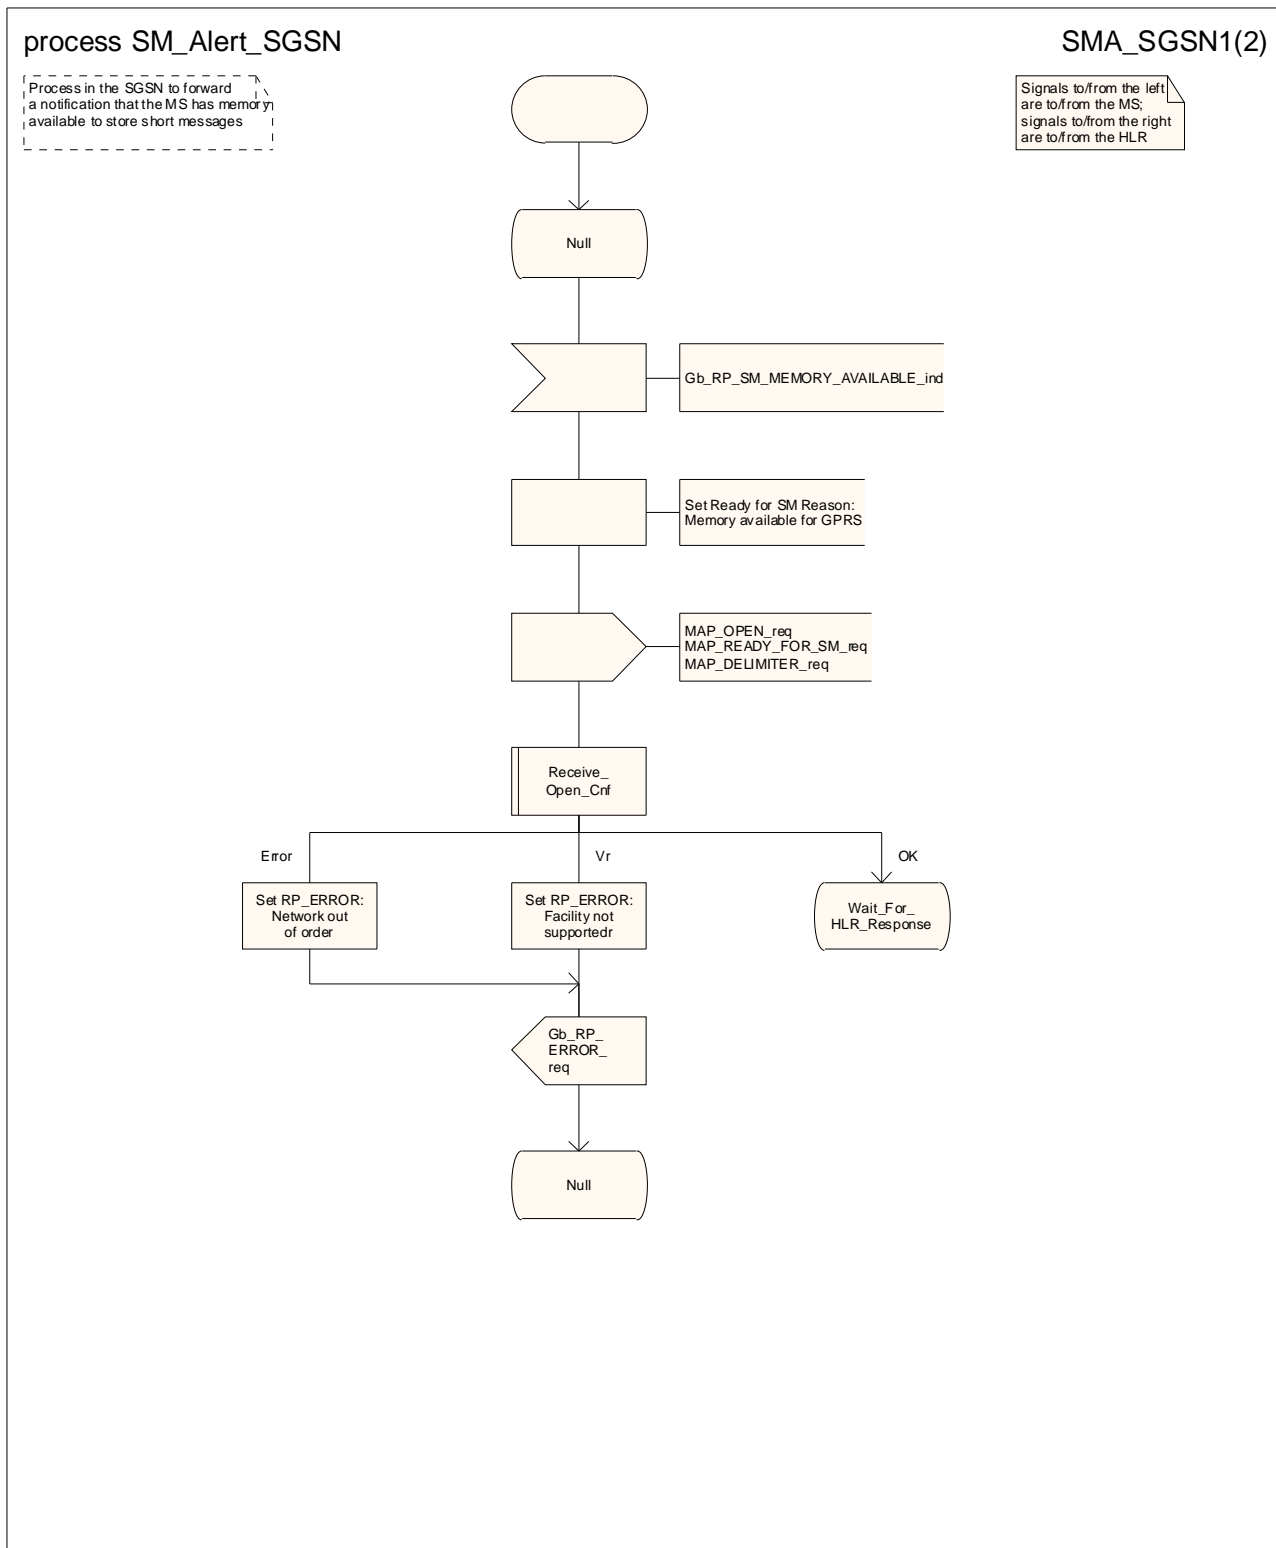 process SM_Alert_SGSN
SMA_SGSN1(2)
Process in the SGSN to forward
a notification that the MS has memory
available to store short messages
Signals to/from the left
are to/from the MS;
signals to/from the right
are to/from the HLR
Null
Gb_RP_SM_MEMORY_AVAILABLE_ind
Set Ready for SM Reason:
Memory available for GPRS
MAP_OPEN_req
MAP_READY_FOR_SM_req
MAP_DELIMITER_req
Receive_
Open_Cnf
Error
Vr
OK
Set RP_ERROR:
Network out
of order
Set RP_ERROR:
Facility not
supportedr
Wait_For_
HLR_Response
Gb_RP_
ERROR_
req
Null